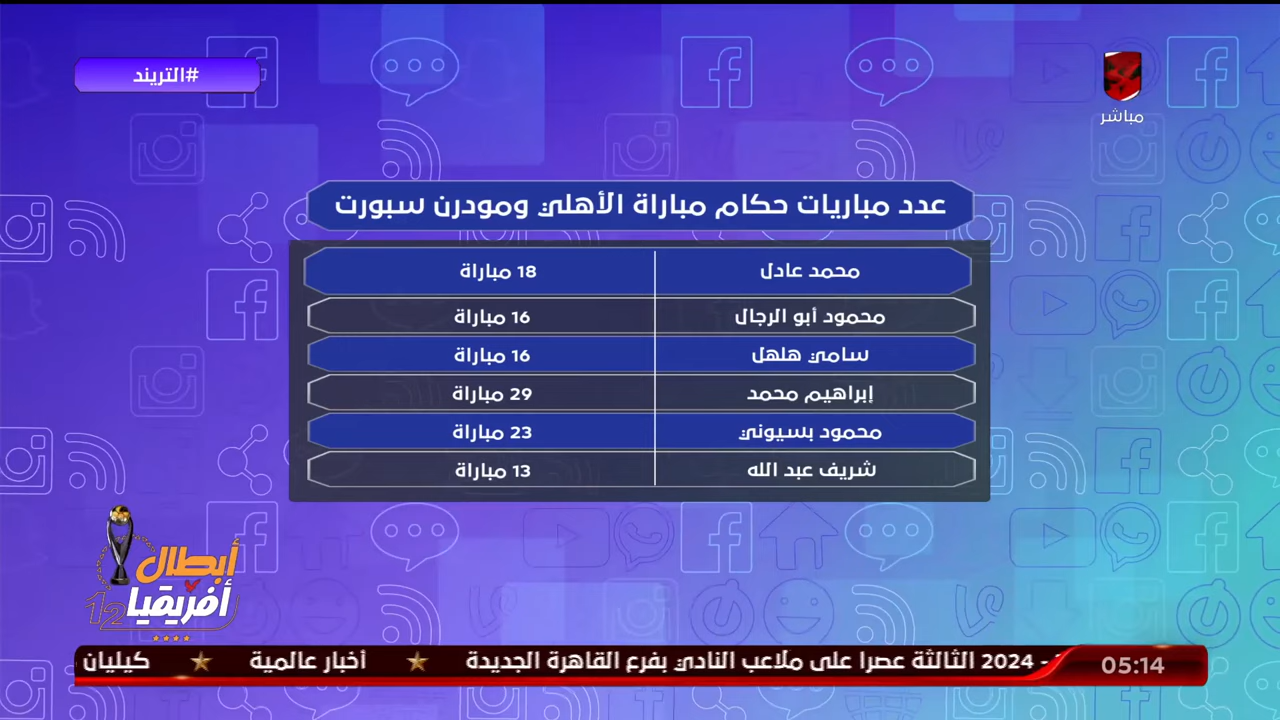 #التريند
مباشر
عدد مباريات حكام مباراة الأهلي ومودرن سبورت
محمد عادل 18 مباراة
محمود أبو الرجال 16 مباراة
سامي هلهل 16 مباراة
إبراهيم محمد 29 مباراة
محمود بسيوني 23 مباراة
شريف عبد الله 13 مباراة
أبطال
أفريقيا 12
05:14
- 2024 الثالثة عصرا على ملاعب النادي بفرع القاهرة الجديدة ★ أخبار عالمية ★ كيليان